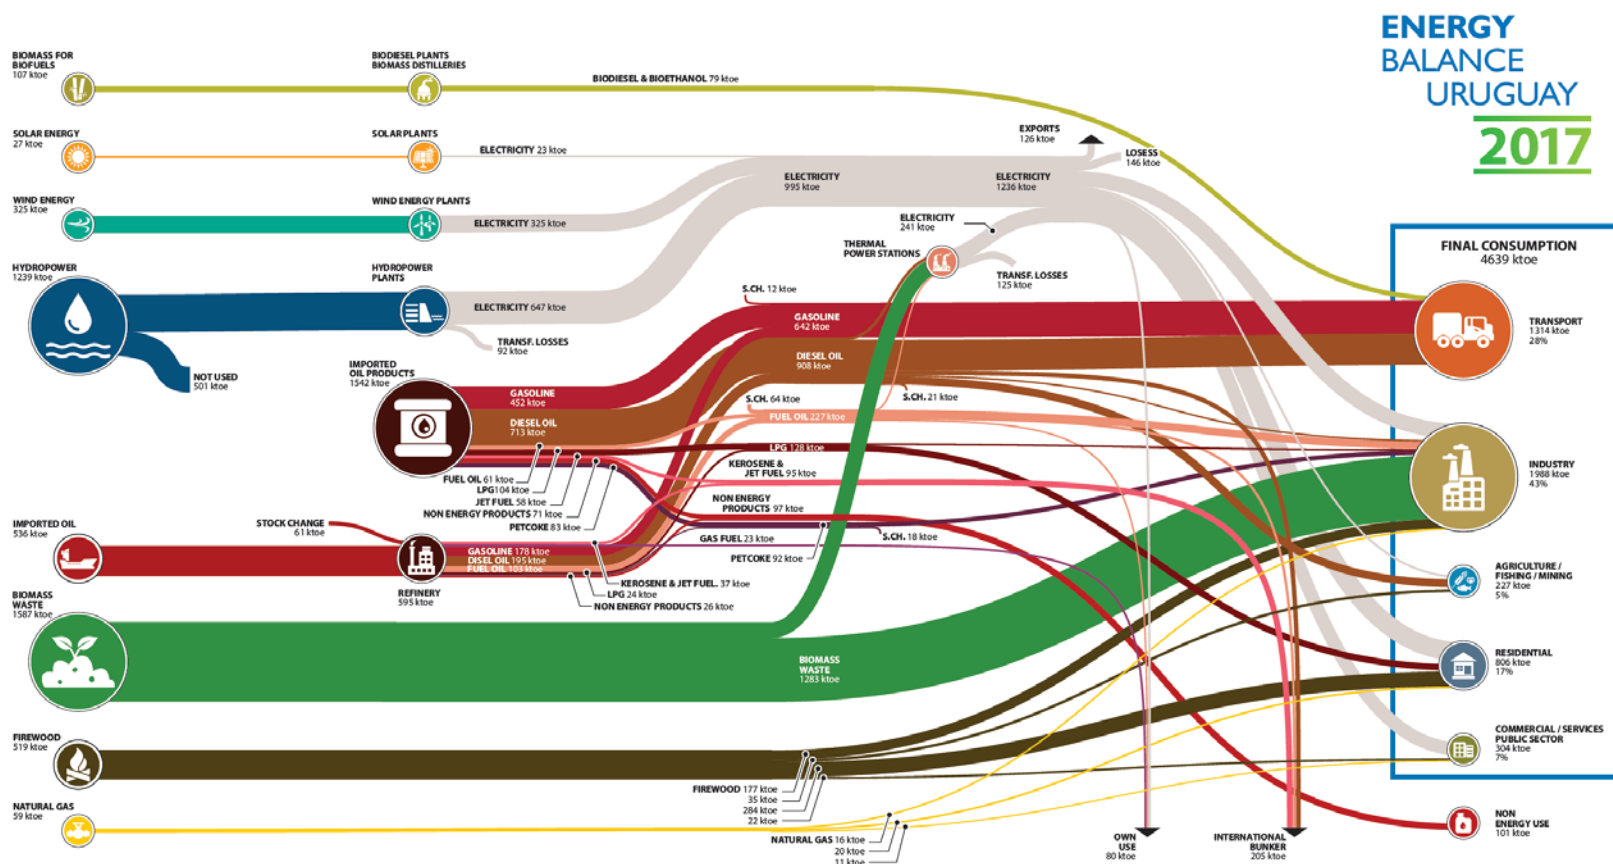 ENERGY
BALANCE
URUGUAY
2017
BIOMASS FOR
BIOFUELS
107 ktoe
BIODIESEL PLANTS
BIOMASS DISTILLERIES
BIODIESEL & BIOETHANOL 79 ktoe
SOLAR ENERGY
27 ktoe
SOLAR PLANTS
ELECTRICITY 23 ktoe
EXPORTS
126 ktoe
LOSESS
146 ktoe
WIND ENERGY
325 ktoe
WIND ENERGY PLANTS
ELECTRICITY 325 ktoe
ELECTRICITY
995 ktoe
ELECTRICITY
1236 ktoe
ELECTRICITY
241 ktoe
THERMAL
POWER STATIONS
TRANSF. LOSSES
125 ktoe
HYDROPOWER
1239 ktoe
HYDROPOWER
PLANTS
ELECTRICITY 647 ktoe
TRANSF. LOSSES
92 ktoe
NOT USED
501 ktoe
FINAL CONSUMPTION
4639 ktoe
S.CH. 12 ktoe
GASOLINE
642 ktoe
TRANSPORT
1314 ktoe
28%
IMPORTED
OIL PRODUCTS
1542 ktoe
DIESEL OIL
908 ktoe
GASOLINE
452 ktoe
DIESEL OIL
713 ktoe
S.CH. 64 ktoe
S.CH. 21 ktoe
FUEL OIL 227 ktoe
LPG 128 ktoe
KEROSENE &
JET FUEL 95 ktoe
FUEL OIL 61 ktoe
LPG104 ktoe
JET FUEL 58 ktoe
NON ENERGY PRODUCTS 71 ktoe
PETCOKE 83 ktoe
NON ENERGY
PRODUCTS 97 ktoe
GAS FUEL 23 ktoe
S.CH. 18 ktoe
PETCOKE 92 ktoe
INDUSTRY
1988 ktoe
43%
IMPORTED OIL
536 ktoe
STOCK CHANGE
61 ktoe
REFINERY
595 ktoe
GASOLINE 178 ktoe
DISEL OIL 195 ktoe
FUEL OIL 103 ktoe
KEROSENE & JET FUEL. 37 ktoe
LPG 24 ktoe
NON ENERGY PRODUCTS 26 ktoe
AGRICULTURE /
FISHING / MINING
227 ktoe
5%
BIOMASS
WASTE
1587 ktoe
BIOMASS
WASTE
1283 ktoe
RESIDENTIAL
806 ktoe
17%
FIREWOOD
519 ktoe
FIREWOOD 177 ktoe
35 ktoe
284 ktoe
22 ktoe
COMMERCIAL / SERVICES
PUBLIC SECTOR
304 ktoe
7%
NATURAL GAS
59 ktoe
NATURAL GAS 16 ktoe
20 ktoe
11 ktoe
OWN
USE
80 ktoe
INTERNATIONAL
BUNKER
205 ktoe
NON
ENERGY USE
101 ktoe